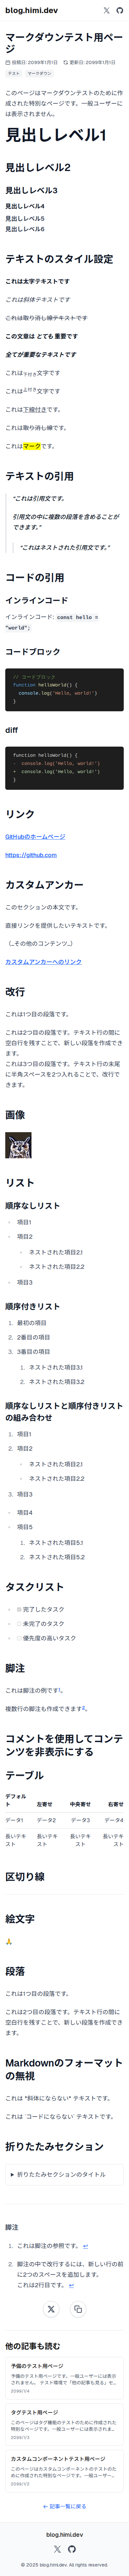 blog.himi.dev
マークダウンテスト用ページ
投稿日: 2099年1月1日 更新日: 2099年1月1日
テスト マークダウン
このページはマークダウンテストのために作成された特別なページです。一般ユーザーには表示されません。
見出しレベル1
見出しレベル2
見出しレベル3
見出しレベル4
見出しレベル5
見出しレベル6
テキストのスタイル設定
これは太字テキストです
これは斜体テキストです
これは取り消し線テキストです
この文章は とても 重要です
全てが重要なテキストです
これは下付き文字です
これは上付き文字です
これは下線付きです。
これは取り消し線です。
これはマークです。
テキストの引用
"これは引用文です。
引用文の中に複数の段落を含めることができます。"
"これはネストされた引用文です。"
コードの引用
インラインコード
インラインコード: const hello = "world";
コードブロック
// コードブロック
function helloWorld() {
console.log('Hello, world!')
}
diff
function helloWorld() {
- console.log('Hello, world!')
+ console.log('Hello, world!')
}
リンク
GitHubのホームページ
https://github.com
カスタムアンカー
このセクションの本文です。
直接リンクを提供したいテキストです。
(…その他のコンテンツ…)
カスタムアンカーへのリンク
改行
これは1つ目の段落です。
これは2つ目の段落です。テキスト行の間に空白行を残すことで、新しい段落を作成できます。
これは3つ目の段落です。テキスト行の末尾に半角スペースを2つ入れることで、改行できます。
画像
リスト
順序なしリスト
項目1
項目2
ネストされた項目2.1
ネストされた項目2.2
項目3
順序付きリスト
1. 最初の項目
2. 2番目の項目
3. 3番目の項目
1. ネストされた項目3.1
2. ネストされた項目3.2
順序なしリストと順序付きリストの組み合わせ
1. 項目1
2. 項目2
ネストされた項目2.1
ネストされた項目2.2
3. 項目3
項目4
項目5
1. ネストされた項目5.1
2. ネストされた項目5.2
タスクリスト
完了したタスク
未完了のタスク
優先度の高いタスク
脚注
これは脚注の例です1。
複数行の脚注も作成できます2。
コメントを使用してコンテンツを非表示にする
テーブル
デフォルト 左寄せ 中央寄せ 右寄せ
データ1 データ2 データ3 データ4
長いテキスト 長いテキスト 長いテキスト 長いテキスト
区切り線
絵文字
🙏
段落
これは1つ目の段落です。
これは2つ目の段落です。テキスト行の間に空白行を残すことで、新しい段落を作成できます。
Markdownのフォーマットの無視
これは *斜体にならない* テキストです。
これは `コードにならない` テキストです。
折りたたみセクション
▶ 折りたたみセクションのタイトル
脚注
1. これは脚注の参照です。 ↩
2. 脚注の中で改行するには、新しい行の前に2つのスペースを追加します。
これは2行目です。 ↩
他の記事も読む
予備のテスト用ページ
予備のテスト用ページです。一般ユーザーには表示されません。 テスト環境で「他の記事も見る」セ…
2099/1/4
タグテスト用ページ
このページはタグ機能のテストのために作成された特別なページです。一般ユーザーには表示されま…
2099/1/3
カスタムコンポーネントテスト用ページ
このページはカスタムコンポーネントのテストのために作成された特別なページです。一般ユーザー…
2099/1/2
← 記事一覧に戻る
blog.himi.dev
© 2025 blog.himi.dev. All rights reserved.